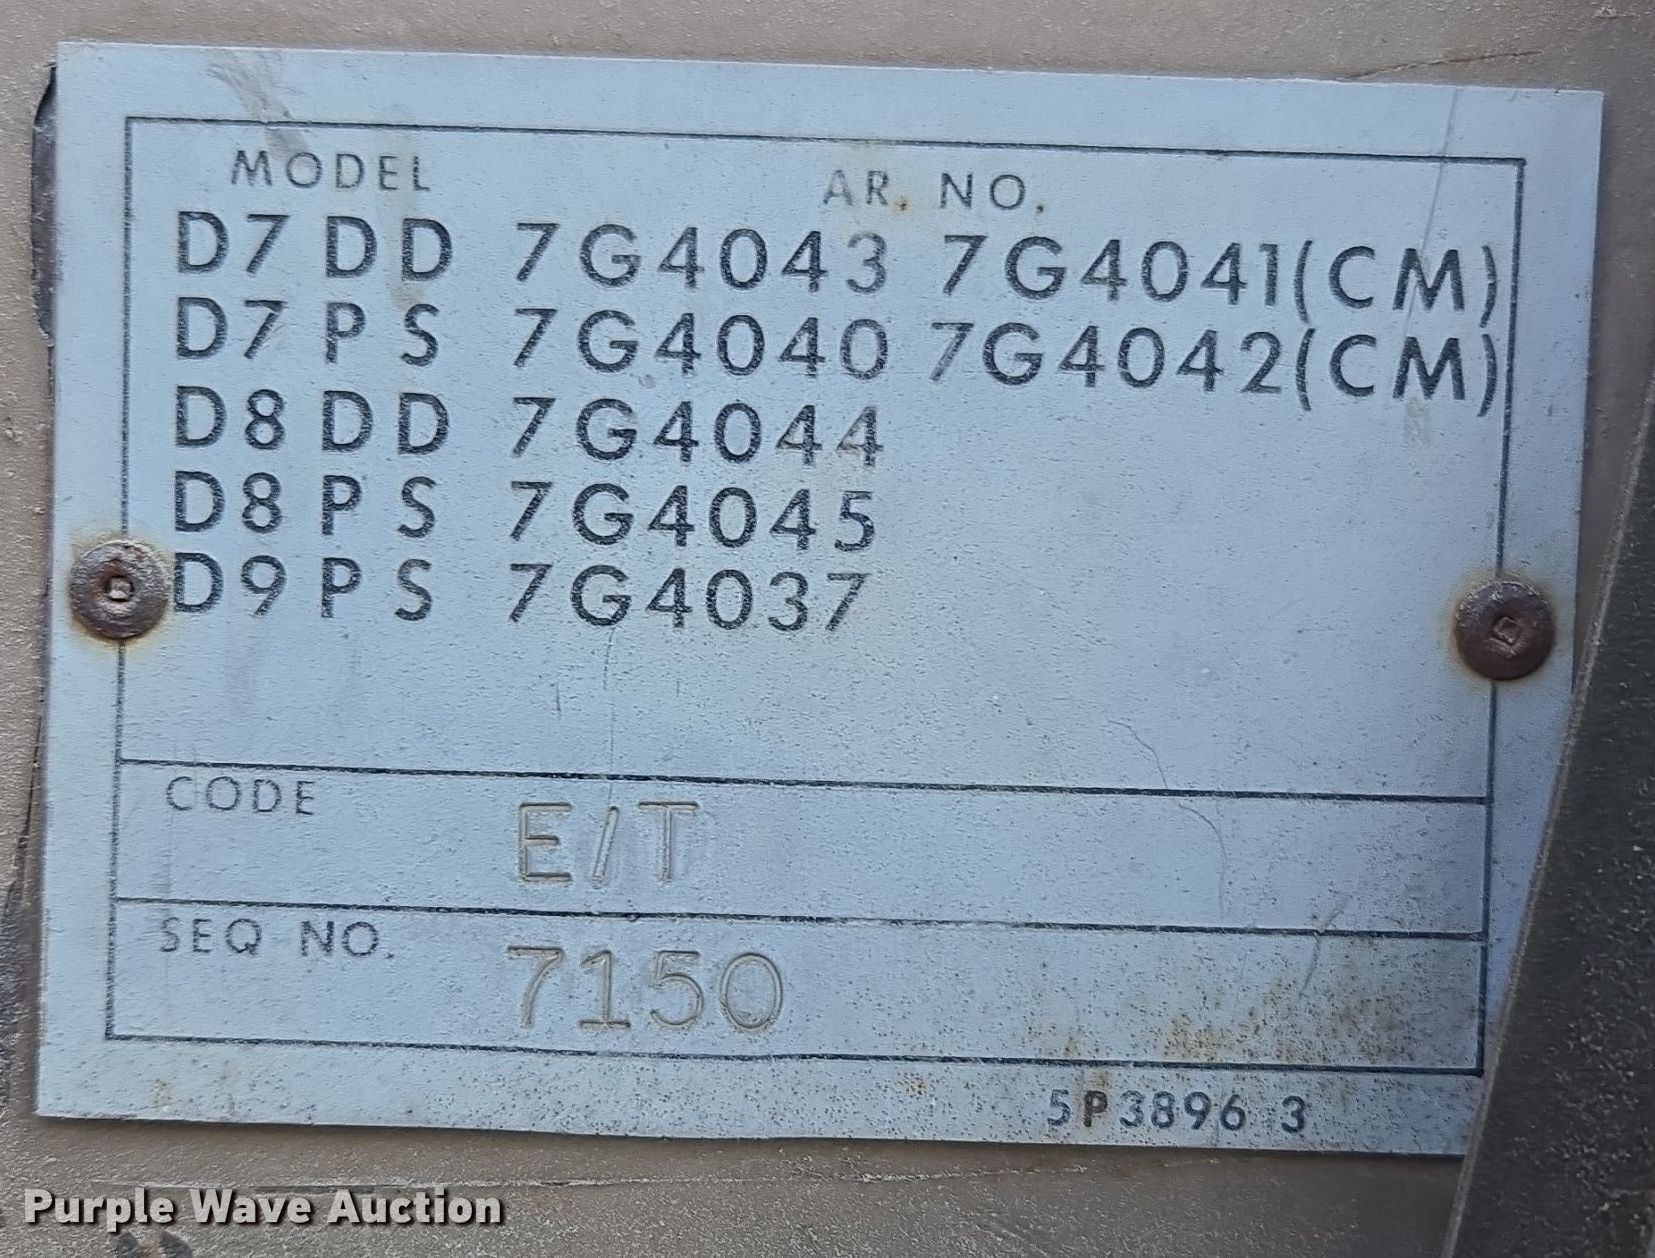 MODEL AR. NO.
D7 DD 7G4043 7G4041(CM)
D7 PS 7G4040 7G4042(CM)
D8 DD 7G4044
D8 PS 7G4045
D9 PS 7G4037
CODE E/T
SEQ NO. 7150
5P3896 3
Purple Wave Auction